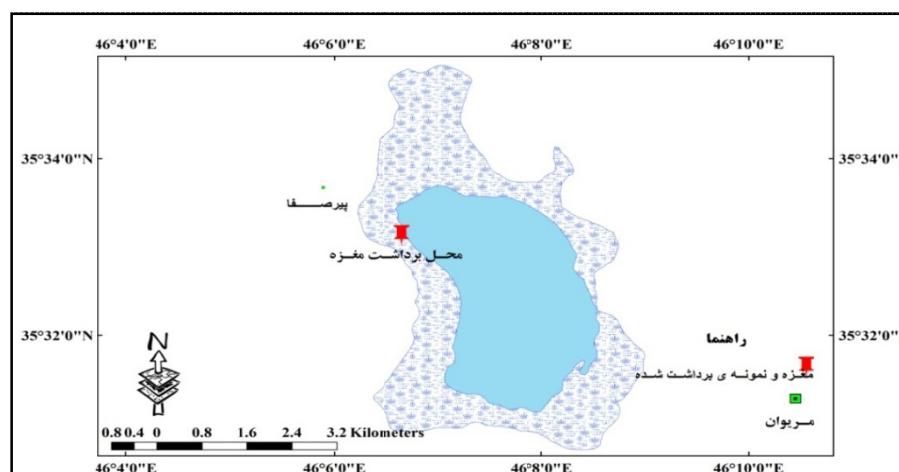 46°4'0"E 46°6'0"E 46°8'0"E 46°10'0"E
35°34'0"N 35°34'0"N
پیرصفا
محل برداشت مغزه
35°32'0"N 35°32'0"N
راهنما
N
مغزه و نمونه ی برداشت شده
مریوان
0.8 0.4 0 0.8 1.6 2.4 3.2 Kilometers
46°4'0"E 46°6'0"E 46°8'0"E 46°10'0"E